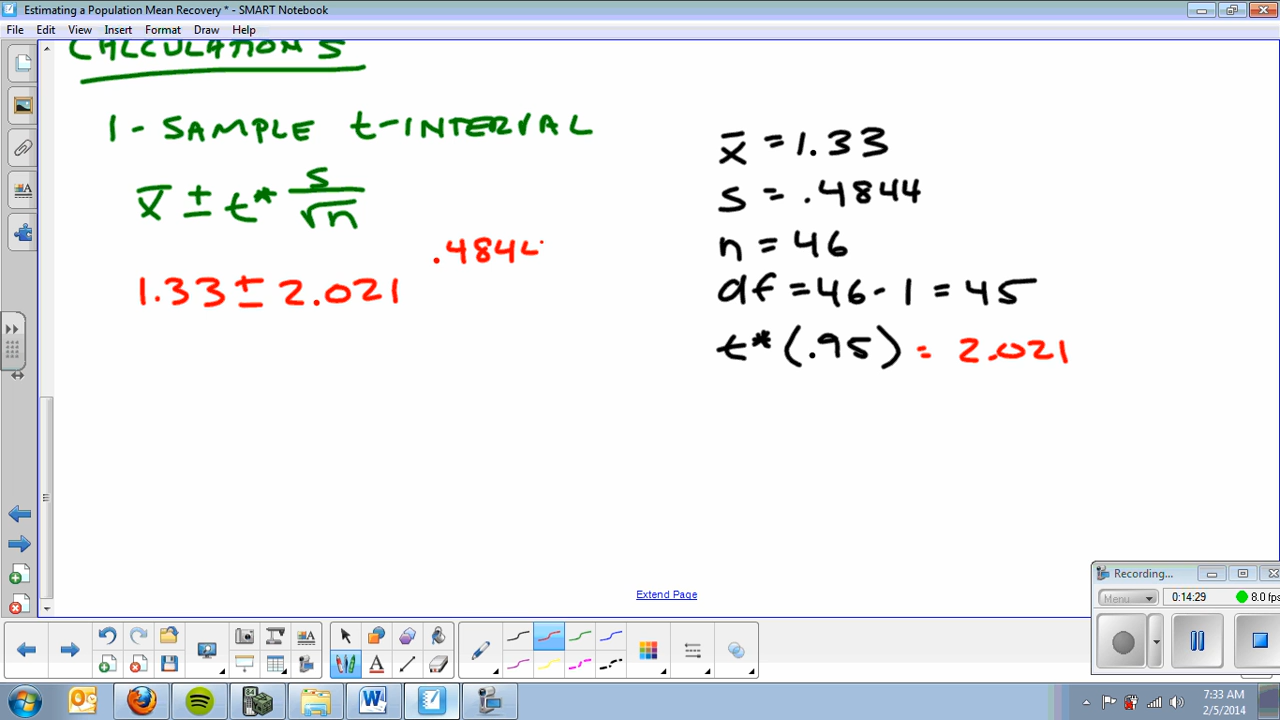 Estimating a Population Mean Recovery * - SMART Notebook
File Edit View Insert Format Draw Help
CALCULATIONS
1 - SAMPLE t-INTERVAL
x̄ ± t* s/√n
.484
1.33 ± 2.021
x̄ = 1.33
s = .4844
n = 46
df = 46 - 1 = 45
t* (.95) = 2.021
Extend Page
Recording...
Menu
0:14:29
8.0 fps
7:33 AM
2/5/2014